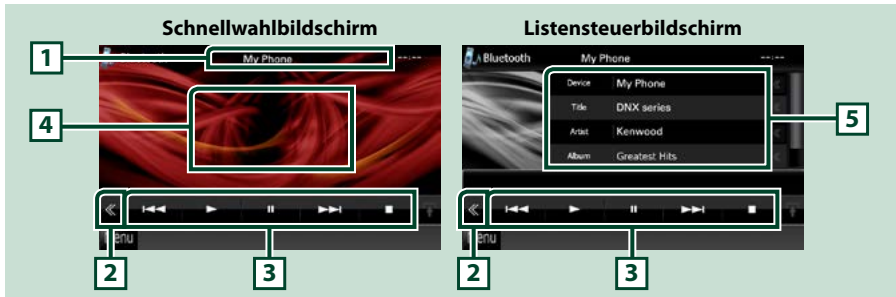 Schnellwahlbildschirm
Listensteuerbildschirm
1
Bluetooth
My Phone
4
2
3
Bluetooth
My Phone
Device My Phone
Title DNX series
Artist Kenwood
Album Greatest Hits
5
2
3